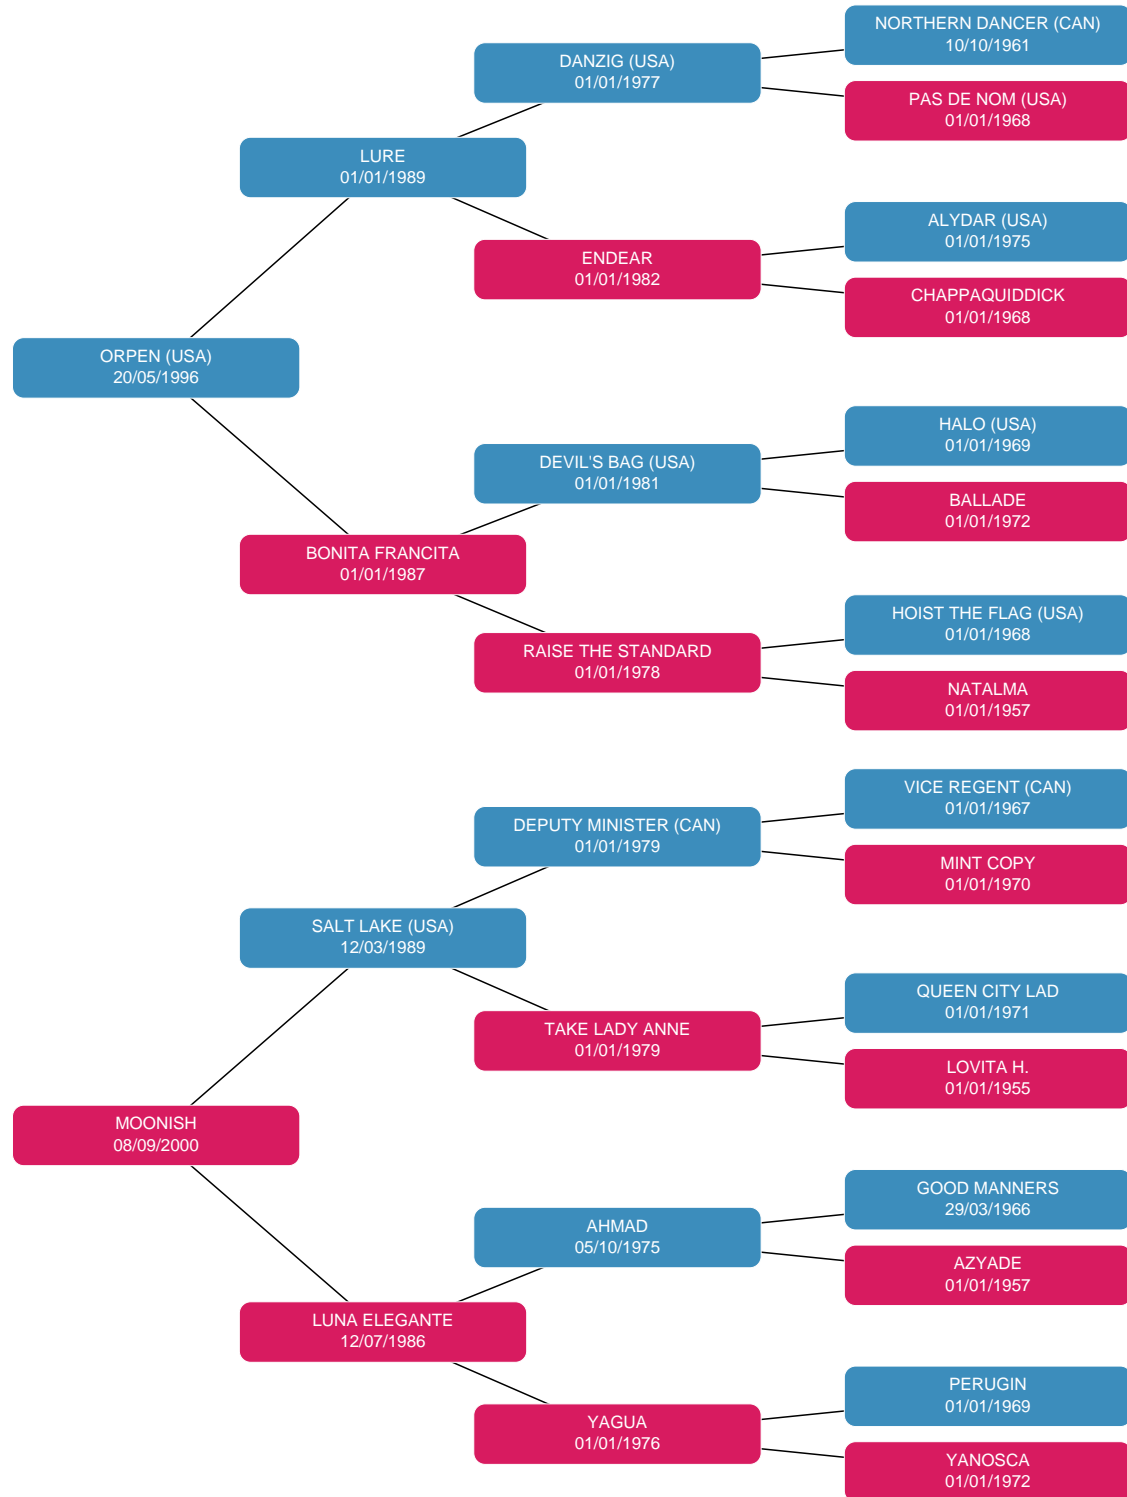 NORTHERN DANCER (CAN)
10/10/1961
DANZIG (USA)
01/01/1977
PAS DE NOM (USA)
01/01/1968
LURE
01/01/1989
ALYDAR (USA)
01/01/1975
ENDEAR
01/01/1982
CHAPPAQUIDDICK
01/01/1968
ORPEN (USA)
20/05/1996
HALO (USA)
01/01/1969
DEVIL'S BAG (USA)
01/01/1981
BALLADE
01/01/1972
BONITA FRANCITA
01/01/1987
HOIST THE FLAG (USA)
01/01/1968
RAISE THE STANDARD
01/01/1978
NATALMA
01/01/1957
VICE REGENT (CAN)
01/01/1967
DEPUTY MINISTER (CAN)
01/01/1979
MINT COPY
01/01/1970
SALT LAKE (USA)
12/03/1989
QUEEN CITY LAD
01/01/1971
TAKE LADY ANNE
01/01/1979
LOVITA H.
01/01/1955
MOONISH
08/09/2000
GOOD MANNERS
29/03/1966
AHMAD
05/10/1975
AZYADE
01/01/1957
LUNA ELEGANTE
12/07/1986
PERUGIN
01/01/1969
YAGUA
01/01/1976
YANOSCA
01/01/1972